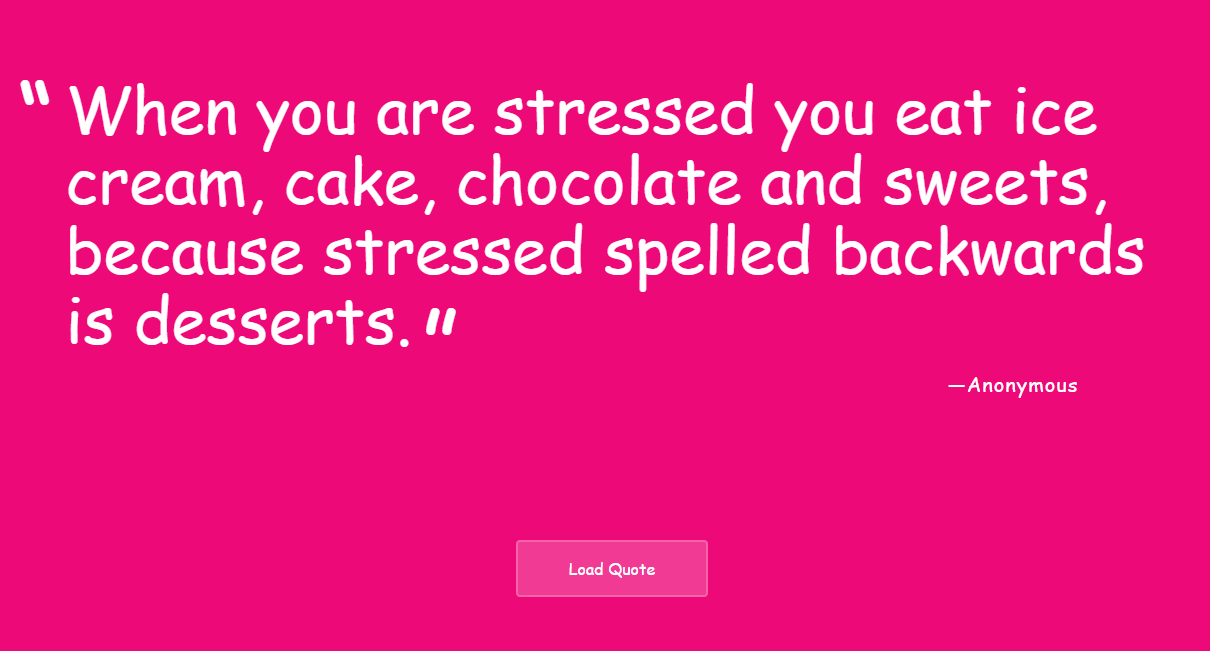 “ When you are stressed you eat ice
cream, cake, chocolate and sweets,
because stressed spelled backwards
is desserts. ”
—Anonymous
Load Quote